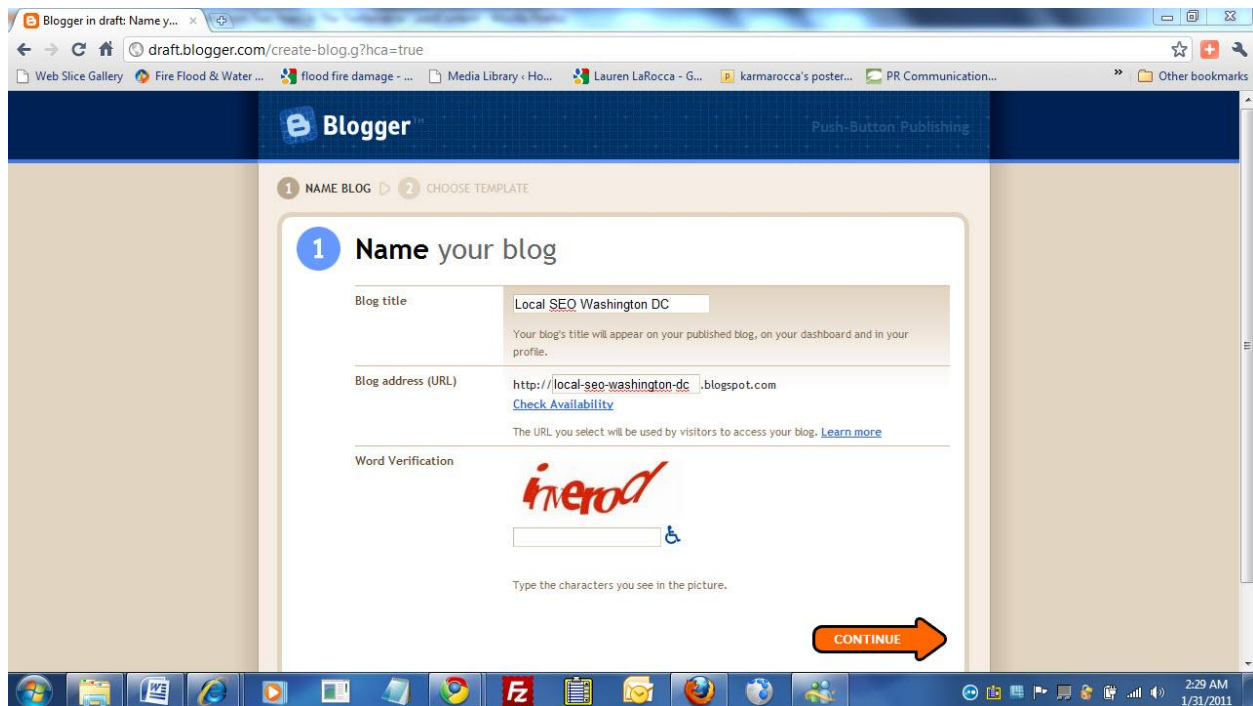 Blogger in draft: Name y...
draft.blogger.com/create-blog.g?hca=true
Web Slice Gallery Fire Flood & Water ... flood fire damage - ... Media Library ‹ Ho... Lauren LaRocca - G... karmarocca's poster... PR Communication... » Other bookmarks
Blogger™ Push-Button Publishing
1 NAME BLOG 2 CHOOSE TEMPLATE
1 Name your blog
Blog title
Local SEO Washington DC
Your blog's title will appear on your published blog, on your dashboard and in your
profile.
Blog address (URL)
http://local-seo-washington-dc.blogspot.com
Check Availability
The URL you select will be used by visitors to access your blog. Learn more
Word Verification
Type the characters you see in the picture.
CONTINUE
2:29 AM
1/31/2011